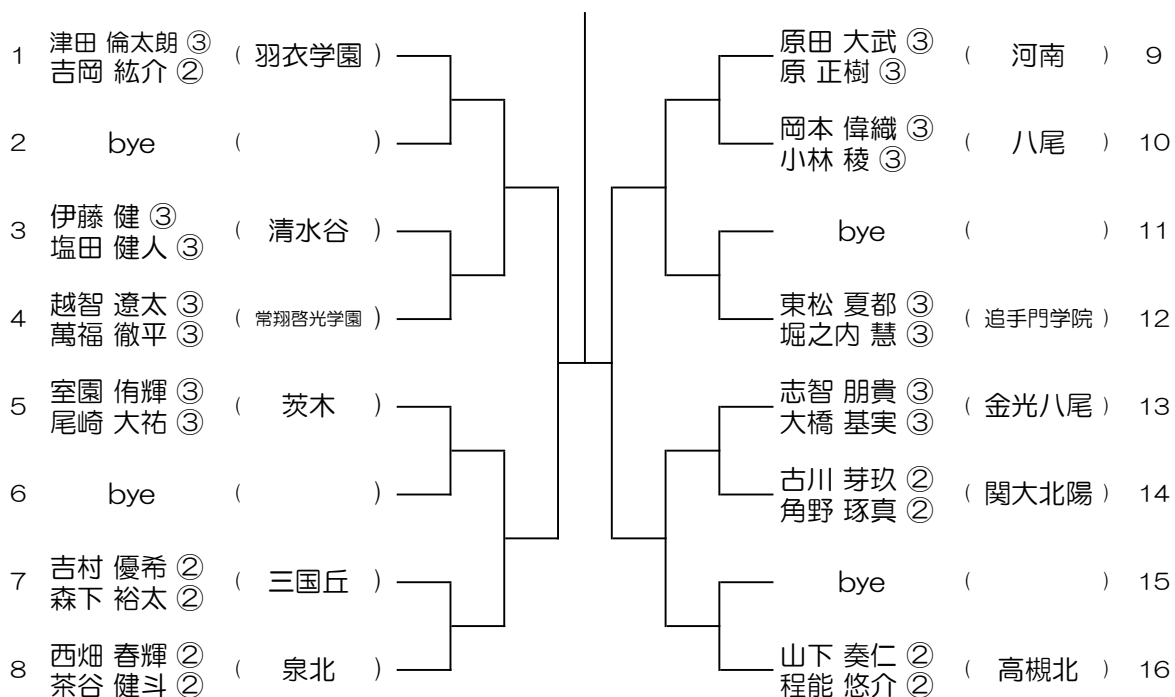 1 津田 倫太朗 ③ ( 羽衣学園 )
吉岡 紘介 ②
2 bye ( )
3 伊藤 健 ③ ( 清水谷 )
塩田 健人 ③
4 越智 遼太 ③ ( 常翔啓光学園 )
萬福 徹平 ③
5 室園 侑輝 ③ ( 茨木 )
尾崎 大祐 ③
6 bye ( )
7 吉村 優希 ② ( 三国丘 )
森下 裕太 ②
8 西畑 春輝 ② ( 泉北 )
茶谷 健斗 ②
原田 大武 ③ ( 河南 ) 9
原 正樹 ③
岡本 偉織 ③ ( 八尾 ) 10
小林 稜 ③
bye ( ) 11
東松 夏都 ③ ( 追手門学院 ) 12
堀之内 慧 ③
志智 朋貴 ③ ( 金光八尾 ) 13
大橋 基実 ③
古川 芽玖 ② ( 関大北陽 ) 14
角野 琢真 ②
bye ( ) 15
山下 奏仁 ② ( 高槻北 ) 16
程能 悠介 ②